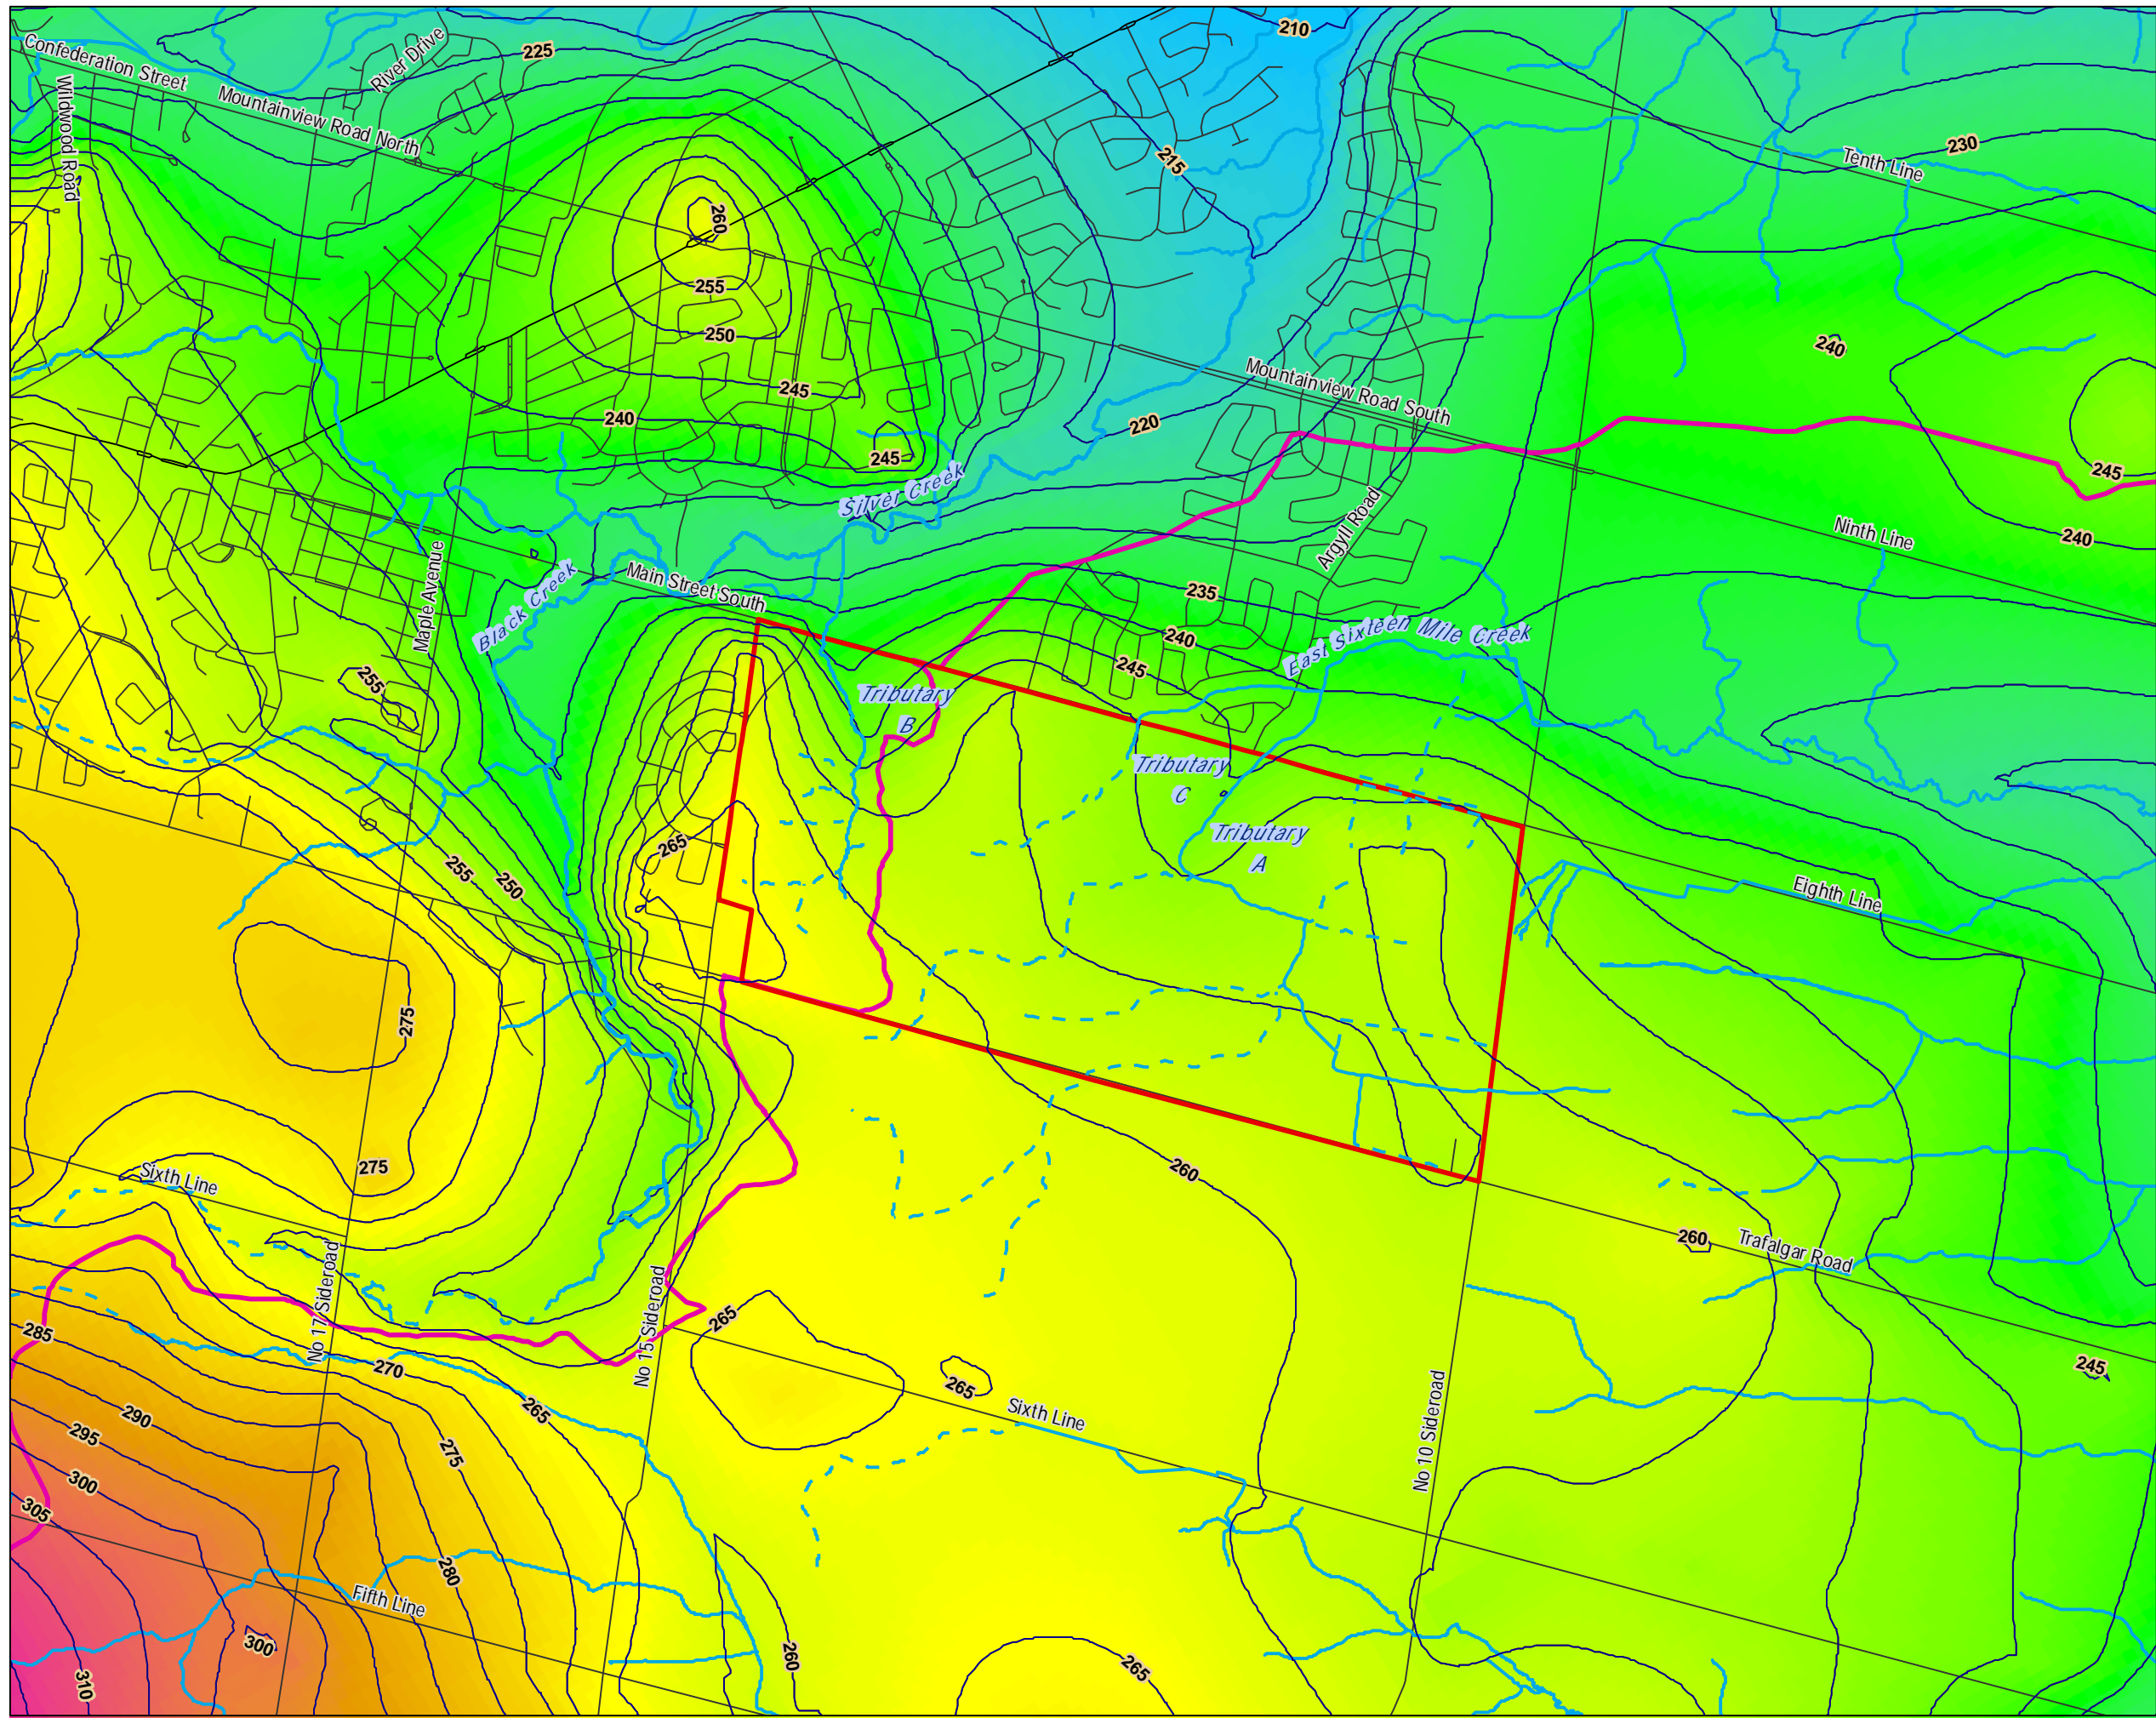 210
Confederation Street
River Drive
225
Wildwood Road
Mountainview Road North
215
230
Tenth Line
260
255
250
240
Mountainview Road South
245
240
220
245
245
Silver Creek
Argyll Road
Ninth Line
240
Maple Avenue
Black Creek
Main Street South
235
240
East Sixteen Mile Creek
245
255
Tributary
B
Tributary
C
Tributary
A
265
255
250
Eighth Line
275
275
Sixth Line
260
260
Trafalgar Road
No 17 Sideroad
No 15 Sideroad
265
285
270
245
265
265
Sixth Line
No 10 Sideroad
290
295
275
300
305
280
Fifth Line
300
260
265
310